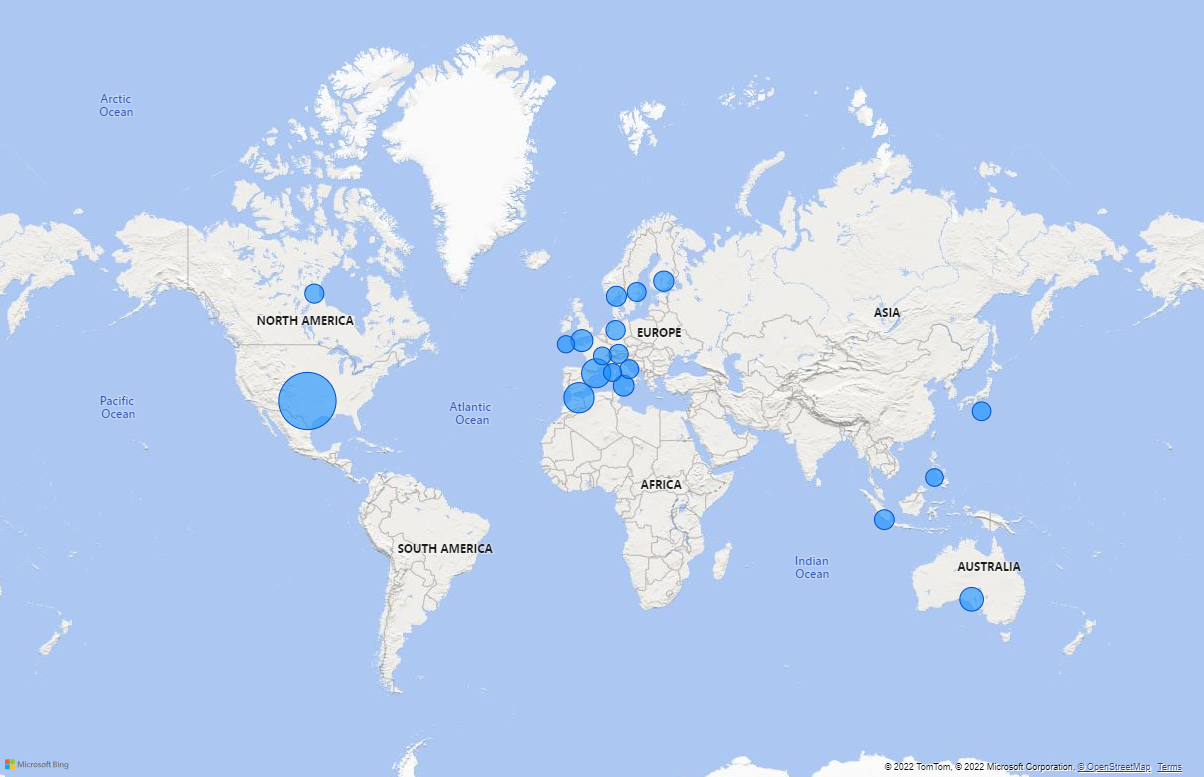 Arctic
Ocean
NORTH AMERICA
ASIA
EUROPE
Pacific
Ocean
Atlantic
Ocean
AFRICA
SOUTH AMERICA
Indian
Ocean
AUSTRALIA
Microsoft Bing
© 2022 TomTom, © 2022 Microsoft Corporation, © OpenStreetMap Terms